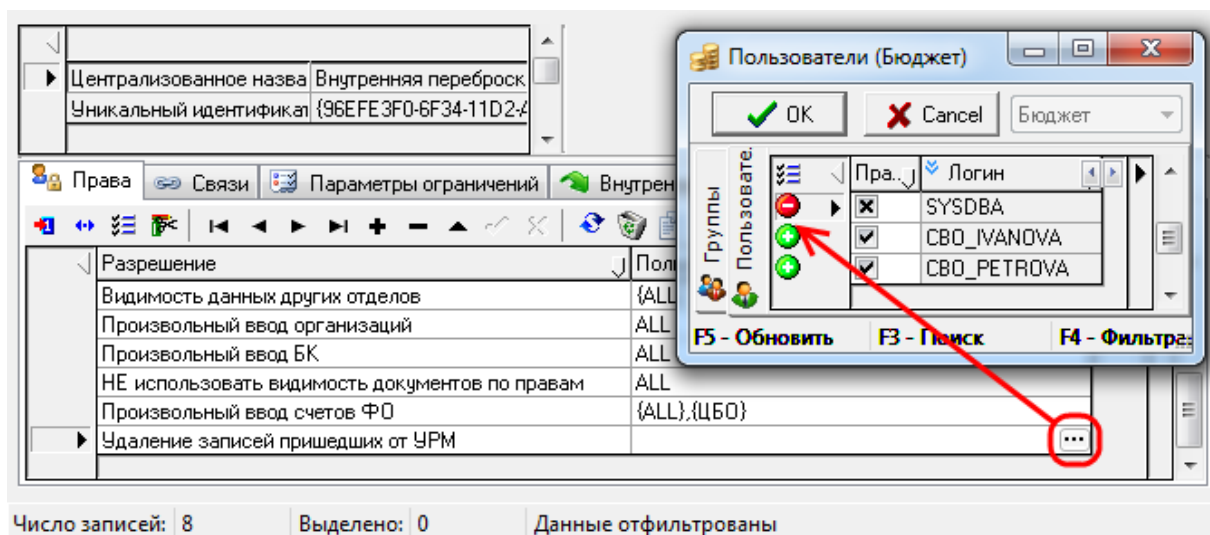 Централизованное назва Внутренняя переброск
Уникальный идентификат {96EFE3F0-6F34-11D2-A
Пользователи (Бюджет)
OK Cancel Бюджет
Группы
Пользовате.
Пра.. Логин
SYSDBA
CBO_IVANOVA
CBO_PETROVA
F5 - Обновить F3 - Поиск F4 - Фильтра:
Права Связи Параметры ограничений Внутрен
Разрешение Поль
Видимость данных других отделов {ALL
Произвольный ввод организаций ALL
Произвольный ввод БК ALL
НЕ использовать видимость документов по правам ALL
Произвольный ввод счетов ФО {ALL},{ЦБО}
Удаление записей пришедших от УРМ ...
Число записей: 8 Выделено: 0 Данные отфильтрованы